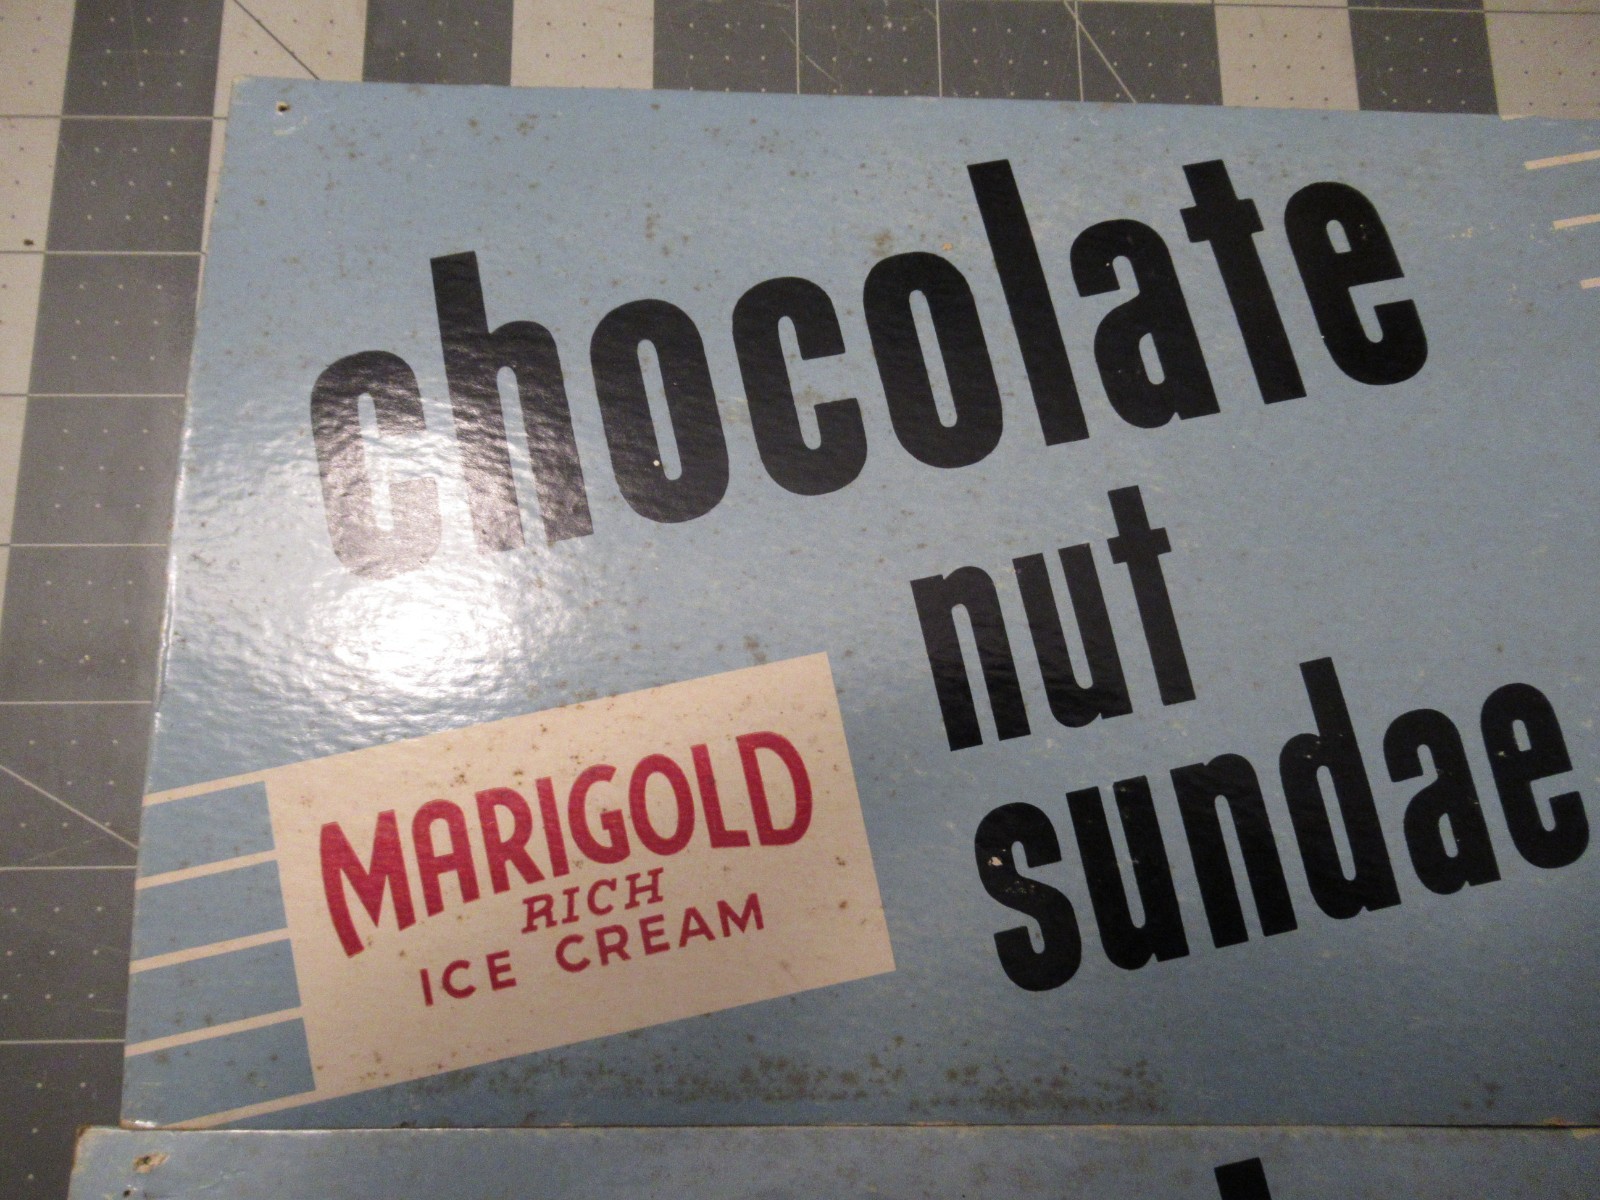 chocolate
nut
sundae
MARIGOLD
RICH
ICE CREAM